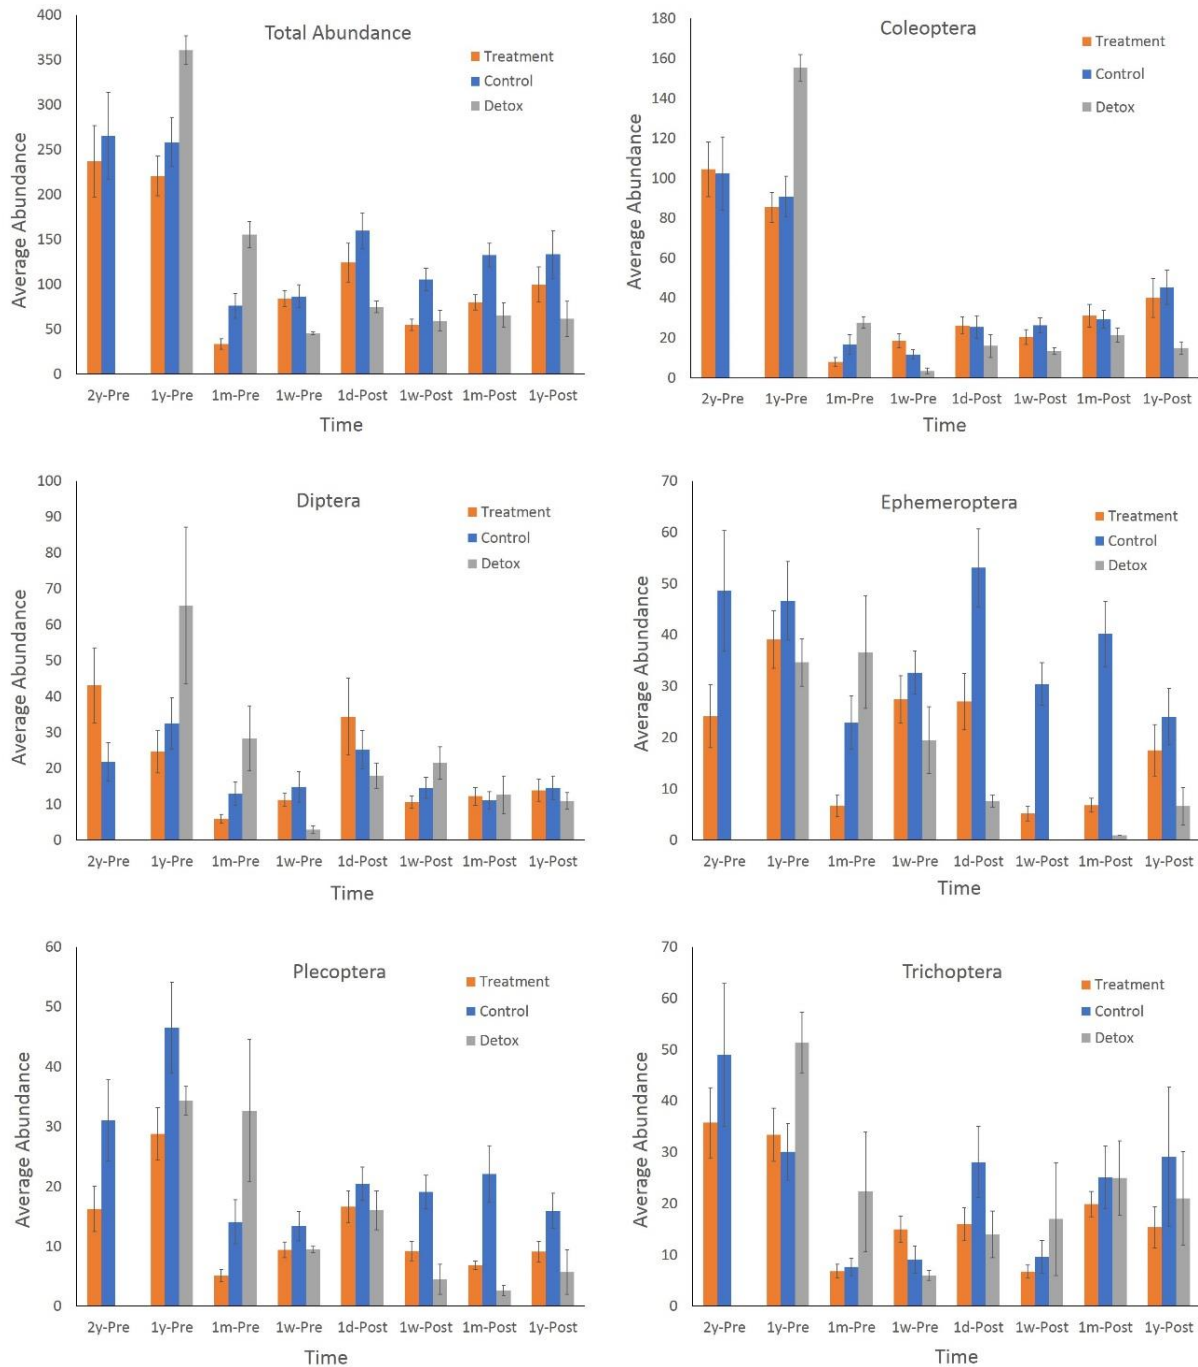 Total Abundance
Treatment
Control
Detox
Average Abundance
400
350
300
250
200
150
100
50
0
2y-Pre 1y-Pre 1m-Pre 1w-Pre 1d-Post 1w-Post 1m-Post 1y-Post
Time
Coleoptera
Treatment
Control
Detox
Average Abundance
180
160
140
120
100
80
60
40
20
0
2y-Pre 1y-Pre 1m-Pre 1w-Pre 1d-Post 1w-Post 1m-Post 1y-Post
Time
Diptera
Treatment
Control
Detox
Average Abundance
100
90
80
70
60
50
40
30
20
10
0
2y-Pre 1y-Pre 1m-Pre 1w-Pre 1d-Post 1w-Post 1m-Post 1y-Post
Time
Ephemeroptera
Treatment
Control
Detox
Average Abundance
70
60
50
40
30
20
10
0
2y-Pre 1y-Pre 1m-Pre 1w-Pre 1d-Post 1w-Post 1m-Post 1y-Post
Time
Plecoptera
Treatment
Control
Detox
Average Abundance
60
50
40
30
20
10
0
2y-Pre 1y-Pre 1m-Pre 1w-Pre 1d-Post 1w-Post 1m-Post 1y-Post
Time
Trichoptera
Treatment
Control
Detox
Average Abundance
70
60
50
40
30
20
10
0
2y-Pre 1y-Pre 1m-Pre 1w-Pre 1d-Post 1w-Post 1m-Post 1y-Post
Time